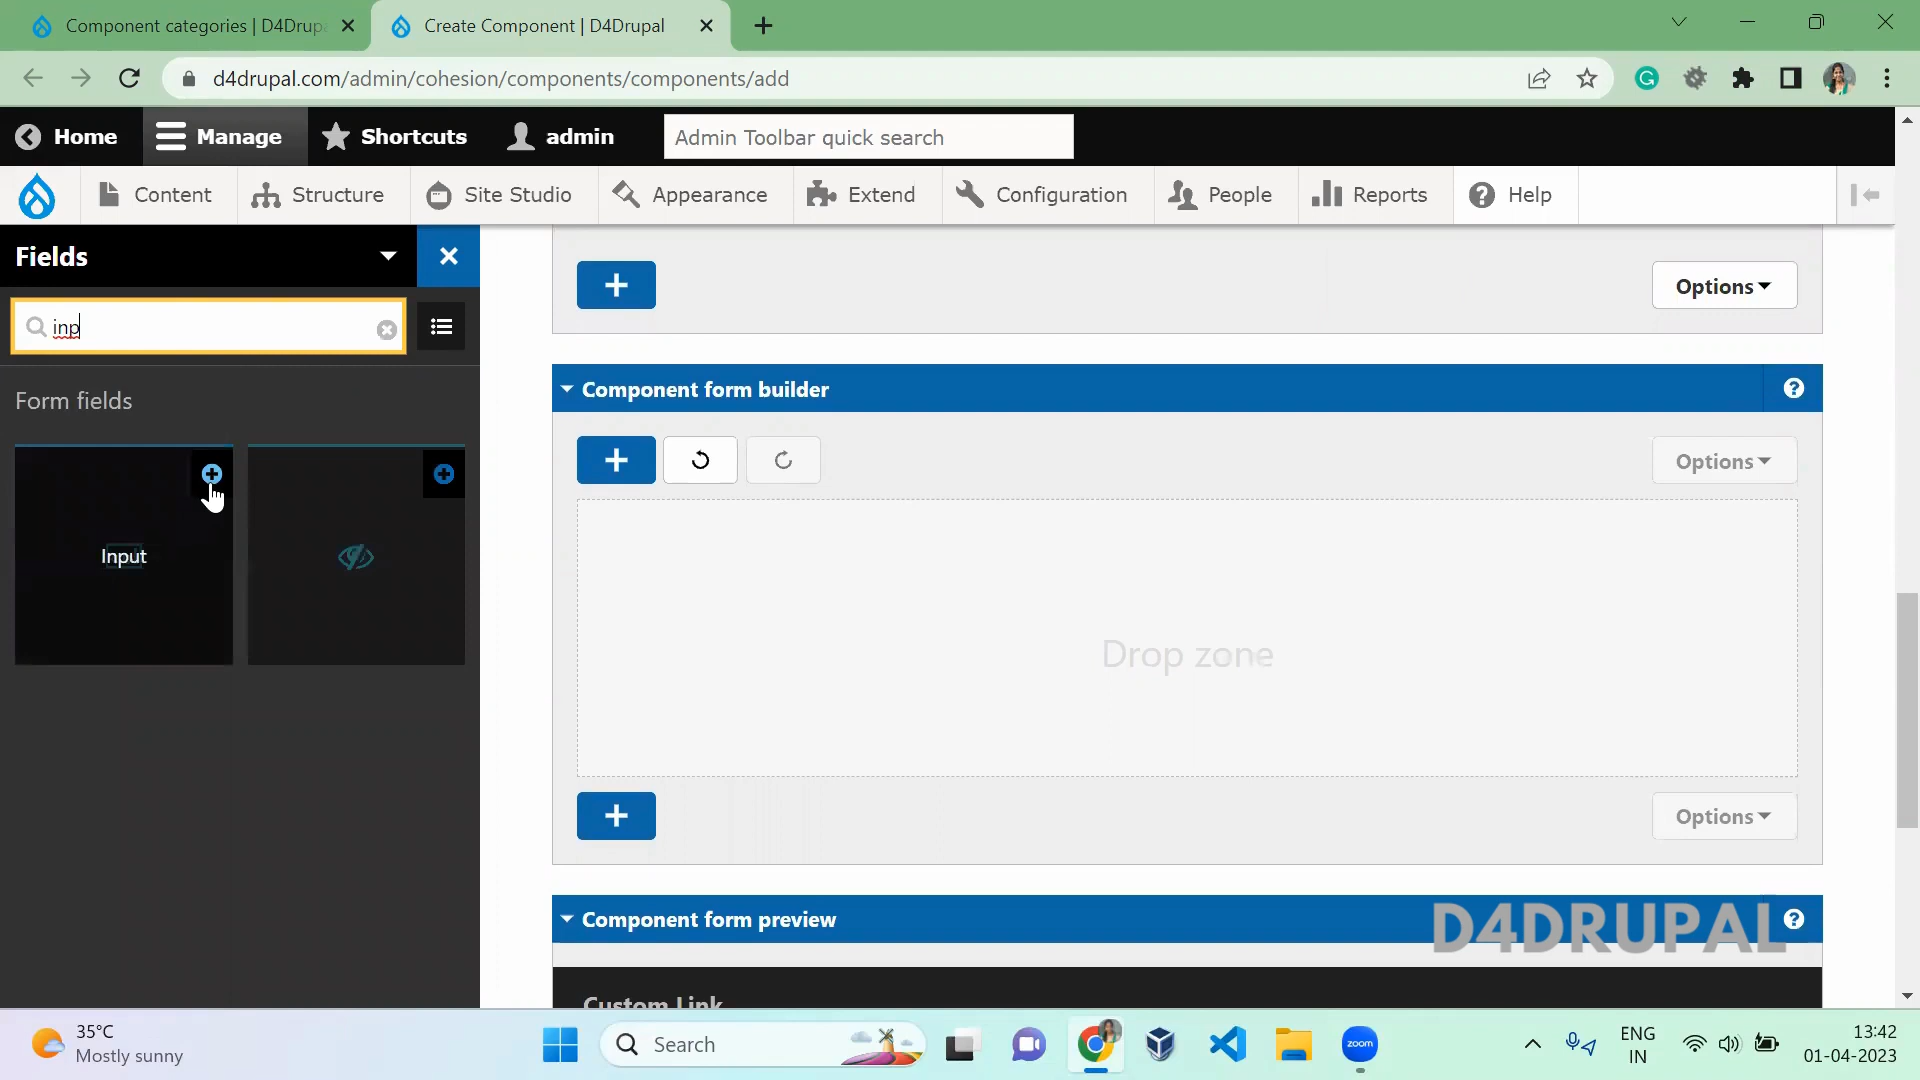 Component categories | D4Drupa
Create Component | D4Drupal
d4drupal.com/admin/cohesion/components/components/add
Home
Manage
Shortcuts
admin
Admin Toolbar quick search
Content
Structure
Site Studio
Appearance
Extend
Configuration
People
Reports
Help
Fields
inp
Form fields
Input
Options
Component form builder
Options
Drop zone
Options
Component form preview
D4DRUPAL
Custom Link
35°C
Mostly sunny
Search
zoom
ENG
IN
13:42
01-04-2023